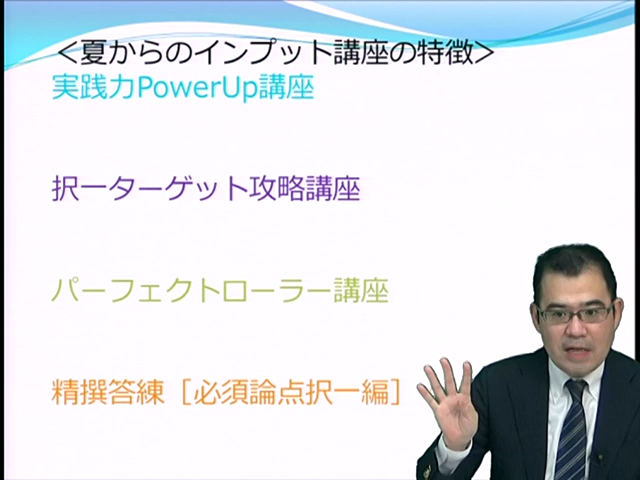 ＜夏からのインプット講座の特徴＞
実践力PowerUp講座
択一ターゲット攻略講座
パーフェクトローラー講座
精撰答練［必須論点択一編］